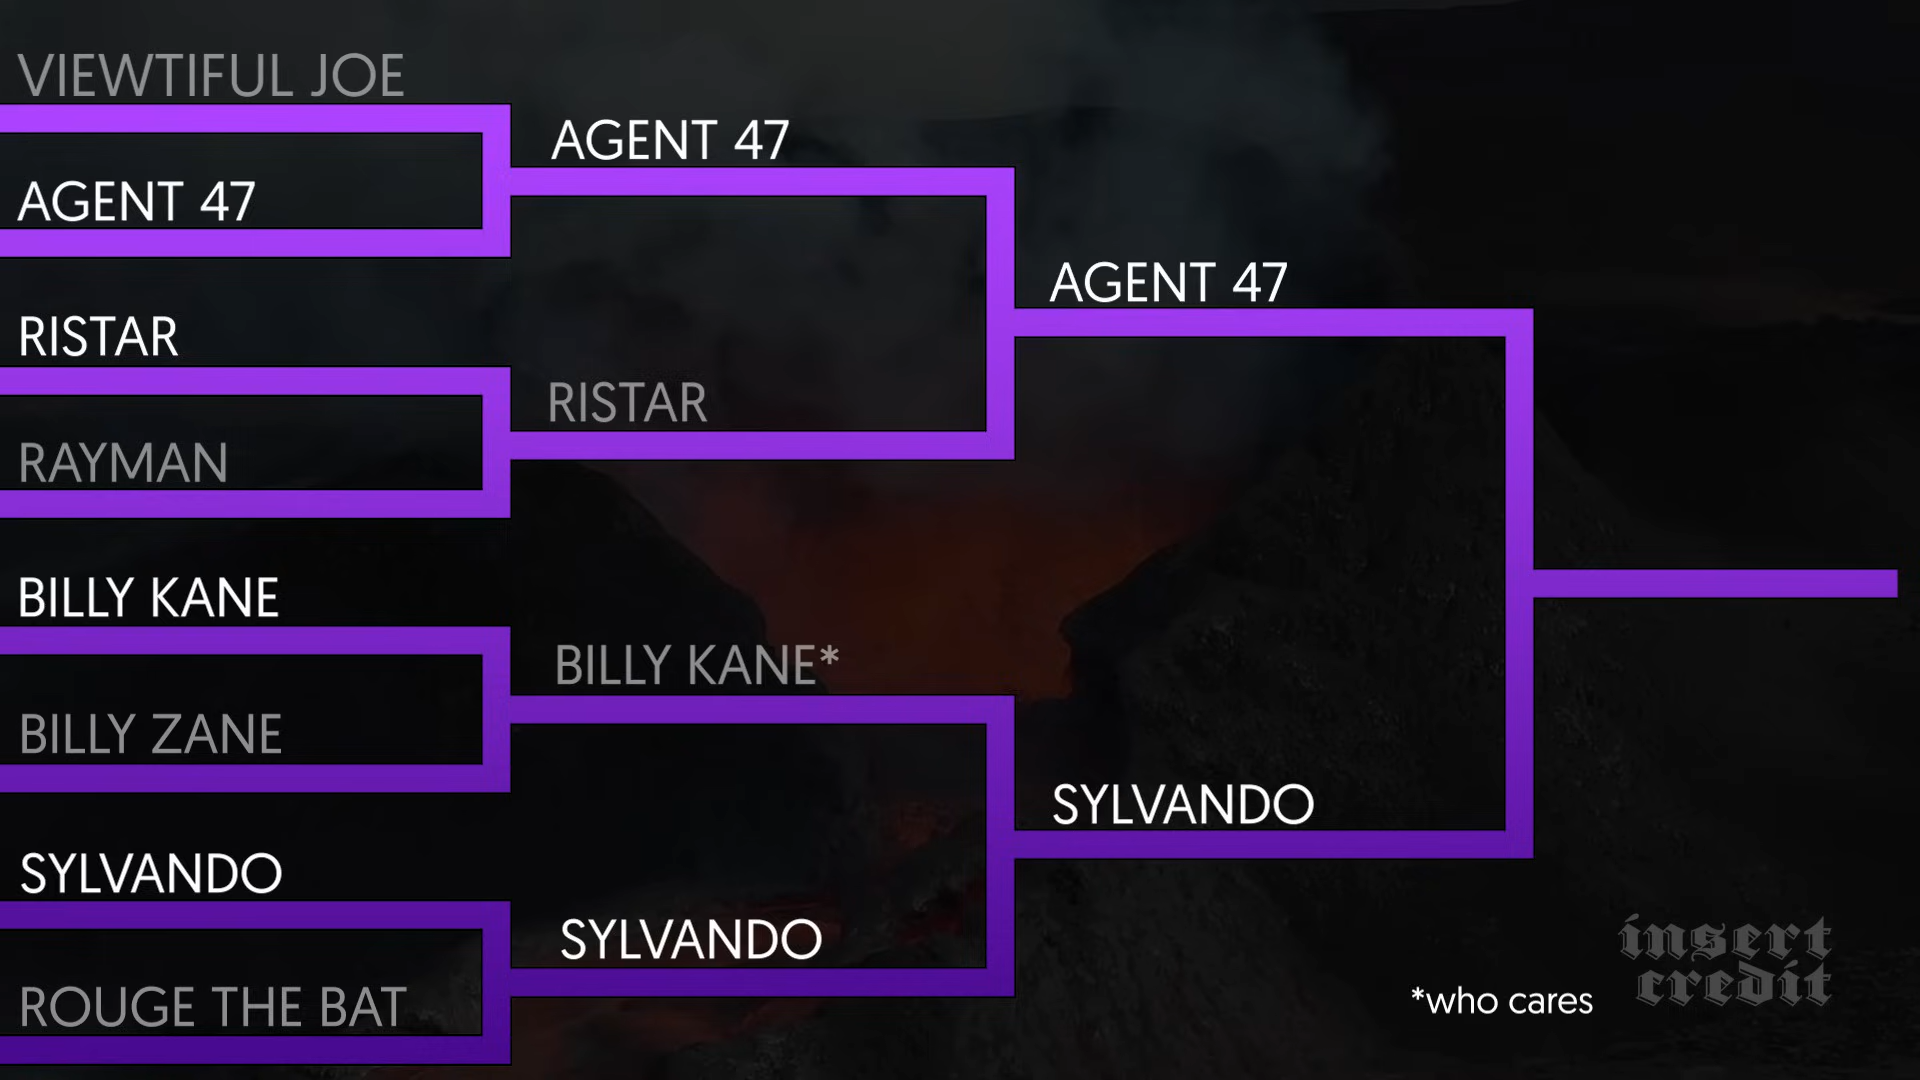 VIEWTIFUL JOE
AGENT 47
RISTAR
RAYMAN
BILLY KANE
BILLY ZANE
SYLVANDO
ROUGE THE BAT
AGENT 47
RISTAR
BILLY KANE*
SYLVANDO
AGENT 47
SYLVANDO
*who cares
insert
credit